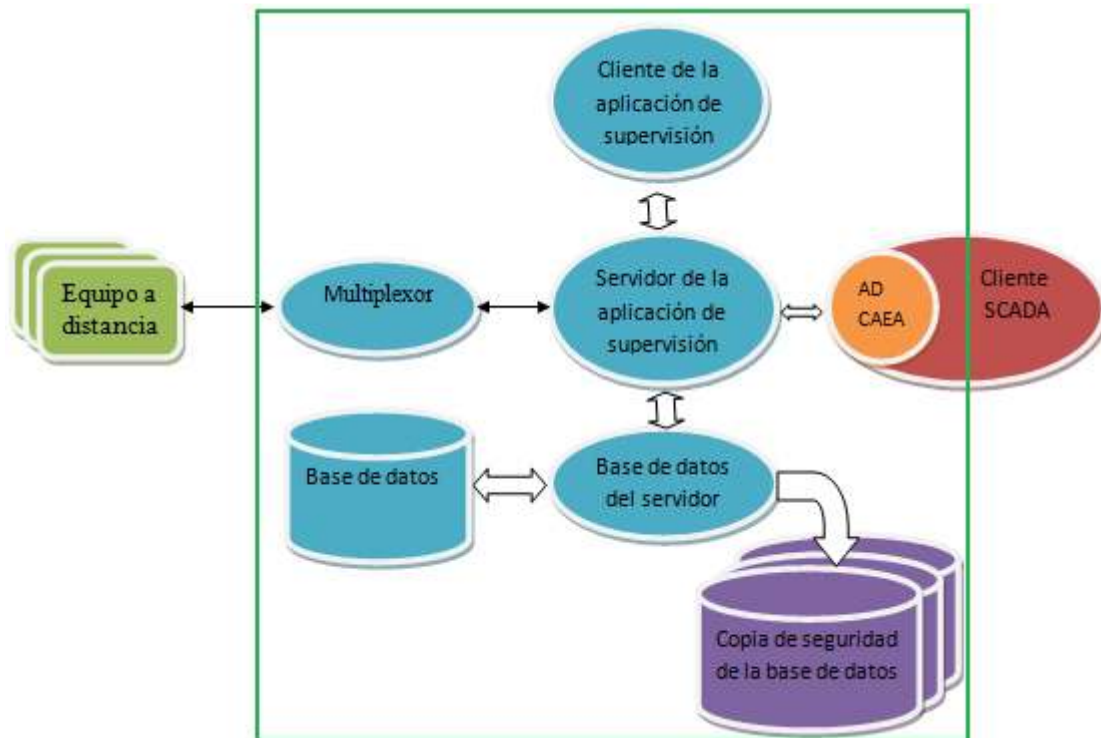 Cliente de la
aplicación de
supervisión
Equipo a
distancia
Multiplexor
Servidor de la
aplicación de
supervisión
AD
CAEA
Cliente
SCADA
Base de datos
Base de datos
del servidor
Copia de seguridad
de la base de datos